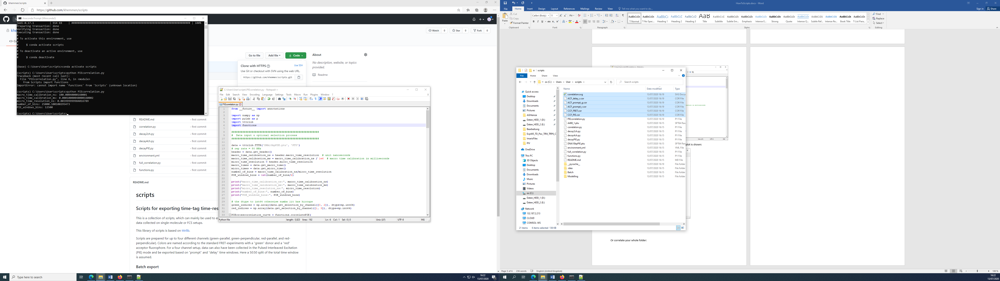 khemmen/scripts
https://github.com/khemmen/scripts
Anaconda Prompt (Miniconda3)
jedi-0.17.1 | 914 KB | 100%
Preparing transaction: done
Verifying transaction: done
Executing transaction: done
#
# To activate this environment, use
#
#     $ conda activate scripts
#
# To deactivate an active environment, use
#
#     $ conda deactivate
(base) C:\Users\User\scripts>conda activate scripts
(scripts) C:\Users\User\scripts>python PIEcorrelation.py
Traceback (most recent call last):
File "PIEcorrelation.py", line 6, in <module>
from Scripts import functions
ImportError: cannot import name 'functions' from 'Scripts' (unknown location)
(scripts) C:\Users\User\scripts>python PIEcorrelation.py
macro_time_calibration_ns: 100.00040000160001
macro_time_calibration_ms: 0.00010000040000160002
micro_time_resolution_ns: 0.003999999984016789
number_of_bins: 25000.100100295473
PIE_windows_bins: 12500
(scripts) C:\Users\User\scripts>
Watch 0
Star 0
Fork 0
Go to file
Add file
Code
Clone with HTTPS
Use SSH
Use Git or checkout with SVN using the web URL.
https://github.com/khemmen/scripts.git
About
No description, website, or topics
provided.
Readme
README.md - first commit
correlation.py - first commit
decay2ch.py - first commit
decay4ch.py - first commit
decayPIE.py - first commit
environment.yml - first commit
full_correlation.py - first commit
functions.py - first commit
README.md
scripts
Scripts for exporting time-tag time-res
This is a collection of scripts, which can mainly be used to e
data collected on single-molecule or FCS setups.
This library of scripts is based on tttrlib.
Scripts are prepared for up to four different channels (green-parallel, green-perpendicular, red-parallel, and red-
perpendicular). Colors are named according to the standard FRET-experiments with a "green" donor and a "red"
acceptor fluorophore. For a four channel setup, data can also have been collected in the Pulsed Interleaved Excitation
(PIE) mode and be exported based on "prompt" and "delay" time windows. Here a 50:50 split of the total time window
is assumed.
Batch export
C:\Users\User\scripts\PIEcorrelation.py - Notepad++
File Edit Search View Encoding Language Settings Tools Macro Run Plugins Window ?
PIEcorrelation.py
1 from __future__ import annotations
2
3 import numpy as np
4 import pylab as p
5 import tttrlib
6 import functions
7
8 ########################################################
9 #  Data input & optional selection process
10 ########################################################
11
12 data = tttrlib.TTTR('DNA10bpPIE.ptu', 'PTU')
13 # rep rate = 80 MHz
14 header = data.get_header()
15 macro_time_calibration_ns = header.macro_time_resolution  # unit nanoseconds
16 macro_time_calibration_ms = macro_time_calibration_ns / 1e6  # macro time calibration in milliseconds
17 micro_time_resolution = header.micro_time_resolution
18 macro_times = data.get_macro_time()
19 micro_times = data.get_micro_time()
20 number_of_bins = macro_time_calibration_ns/micro_time_resolution
21 PIE_windows_bins = int(number_of_bins/2)
22
23 print("macro_time_calibration_ns:", macro_time_calibration_ns)
24 print("macro_time_calibration_ms:", macro_time_calibration_ms)
25 print("micro_time_resolution_ns:", micro_time_resolution)
26 print("number_of_bins:", number_of_bins)
27 print("PIE_windows_bins:", PIE_windows_bins)
28
29 # the dtype to int64 otherwise numba jit has hiccups
30 green_indices = np.array(data.get_selection_by_channel([0, 2]), dtype=np.int64)
31 red_indices = np.array(data.get_selection_by_channel([1, 3]), dtype=np.int64)
32
33 PIEcrosscorrelation_curve = functions.correlatePIE(
Python file length : 5,823 lines : 192 Ln : 6 Col : 1 Sel : 0 | 0 Unix (LF) UTF-8 INS
Type here to search
16:22
13/07/2020
HowToScripts.docx - Word
Sign in Share
File Home Insert Design Layout References Mailings Review View Tell me what you want to do...
Paste
Cut
Copy
Format Painter
Clipboard
Calibri (Body) 11
Font
Paragraph
AaBbCcDc AaBbCcDc AaBbCc AaBbCcD AaBbCcD
¶ Normal ¶ No Spac... Heading 1 Heading 2 Heading 3 Title Subtitle Subtle Em... Emphasis Intense E... Strong Quote Intense Q... Subtle Ref... Intense Re... Book Title ¶ List Para...
Styles
Find
Replace
Select
Editing
scripts
File Home Share View
os (C:) > Users > User > scripts
Search scripts
Quick access
Desktop
Downloads
Documents
Pictures
AGHeinze
Daten_HDD_1 (D:)
Daten_HDD_2 (E:)
Bearbeitung
Exp445_TD_Pac_TIR4_TRP6_C
ImarisFiles
PIV
OneDrive
This PC
3D Objects
Desktop
Documents
Downloads
Music
Pictures
Videos
os (C:)
Daten_HDD_1 (D:)
Daten_HDD_2 (E:)
Network
132.187.2.213
CLOUD
COMSOL-WS
Name Date modified Type
correlation.svg 13/07/2020 16:19 SVG Docu
ACF_delay_r.cor 13/07/2020 16:19 COR File
ACF_prompt_g.cor 13/07/2020 16:19 COR File
ACF_prompt_r.cor 13/07/2020 16:19 COR File
CCF_FRET.cor 13/07/2020 16:19 COR File
CCF_PIE.cor 13/07/2020 16:19 COR File
PIEcorrelation.py 13/07/2020 16:19 PY File
A488_1.ptu 13/07/2020 16:15 SPT64 Raw
correlation.py 13/07/2020 16:15 PY File
decay2ch.py 13/07/2020 16:15 PY File
decay4ch.py 13/07/2020 16:15 PY File
decayPIE.py 13/07/2020 16:15 PY File
DNA10bpPIE.ptu 13/07/2020 16:15 SPT64 Raw
environment.yml 13/07/2020 16:15 YML File
full_correlation.py 13/07/2020 16:15 PY File
functions.py 13/07/2020 16:15 PY File
README.md 13/07/2020 16:15 MD File
__pycache__ 13/07/2020 16:19 File folder
.idea 13/07/2020 16:15 File folder
Batch 13/07/2020 16:15 File folder
Modelling 13/07/2020 16:15 File folder
21 items 6 items selected 136 KB
plot is shown:
Or correlate your whole folder:
Page 5 of 6 236 words English (United Kingdom)
100 %
16:22
13/07/2020